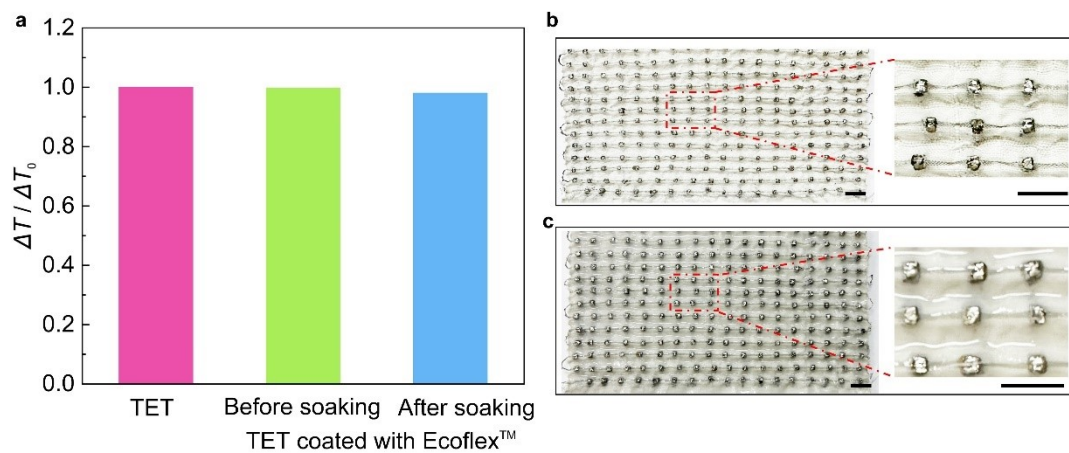 a
1.2
1.0
0.8
0.6
0.4
0.2
0.0
ΔT / ΔT₀
TET
Before soaking
After soaking
TET coated with Ecoflex™
b
c